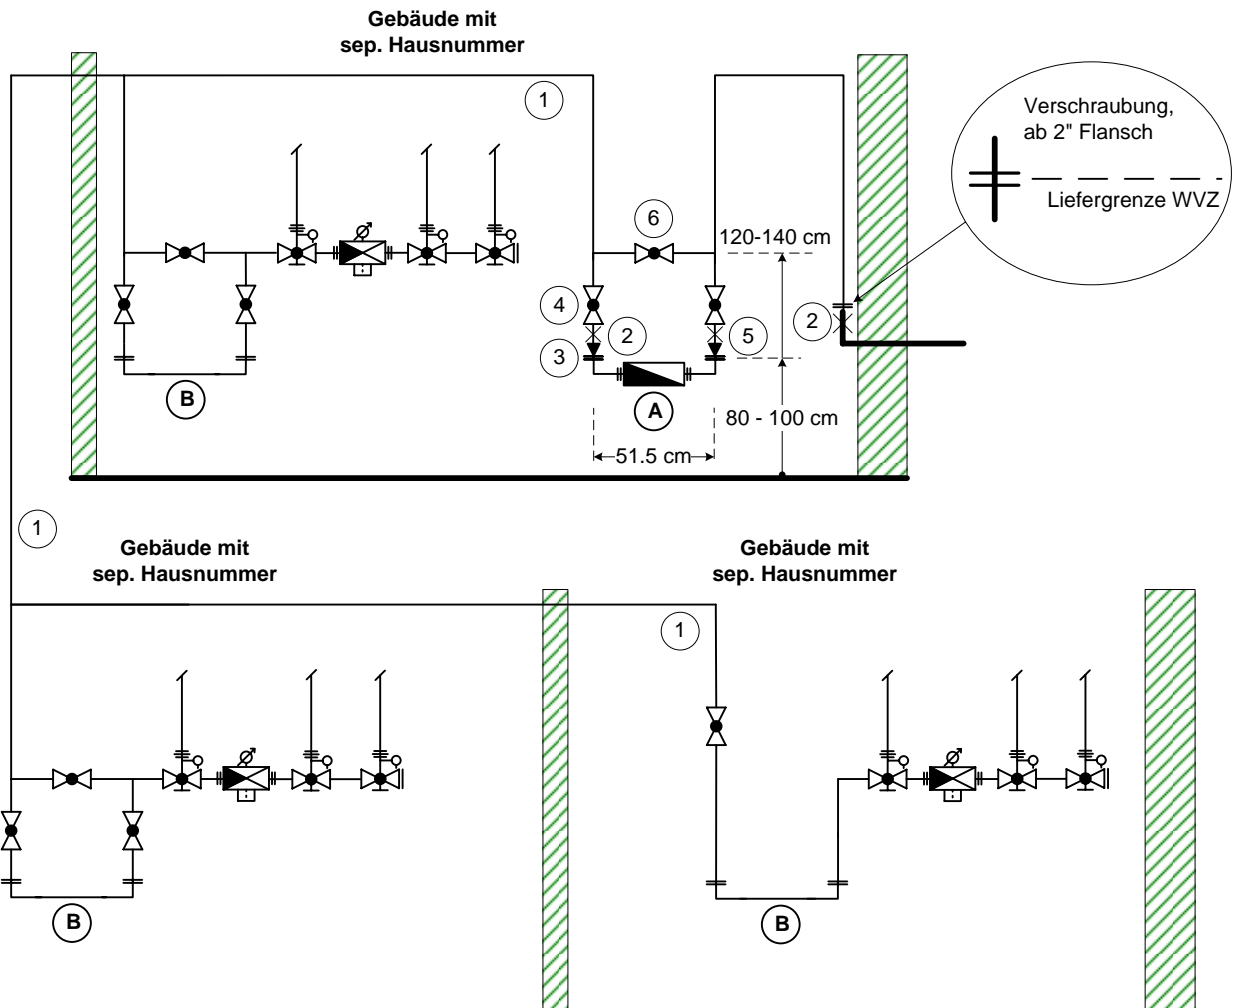 Gebäude mit
sep. Hausnummer
1
Verschraubung,
ab 2" Flansch
Liefergrenze WVZ
6
120-140 cm
4
2
5
2
3
B
A
80 - 100 cm
51.5 cm
1
Gebäude mit
sep. Hausnummer
Gebäude mit
sep. Hausnummer
1
B
B